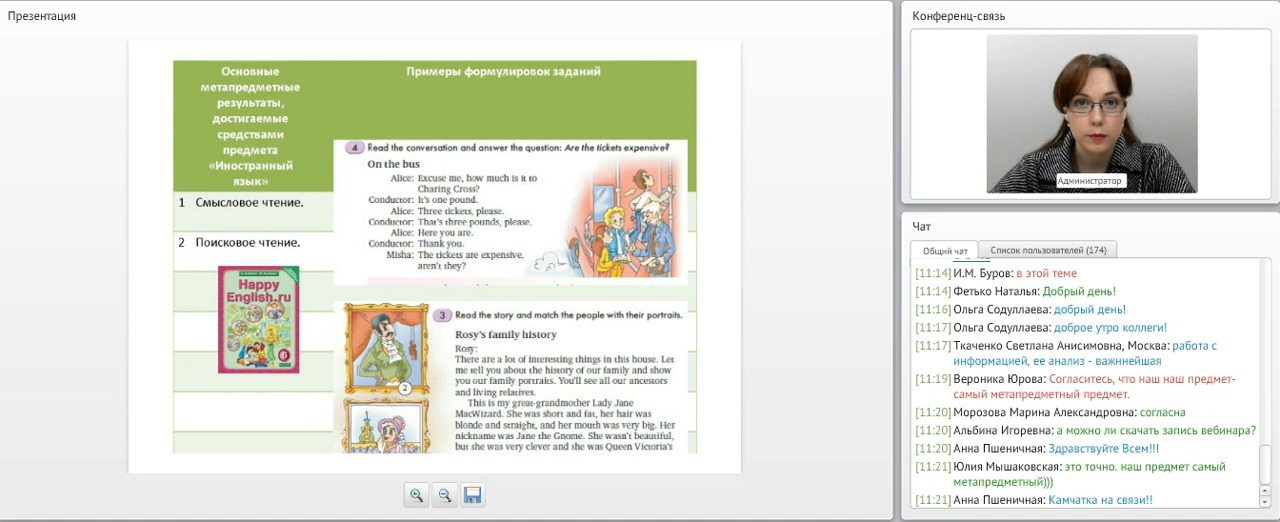 Презентация
Основные
метапредметные
результаты,
достигаемые
средствами
предмета
«Иностранный
язык»
Примеры формулировок заданий
1 Смысловое чтение.
2 Поисковое чтение.
Happy
English.ru
6
4 Read the conversation and answer the question: Are the tickets expensive?
On the bus
Alice: Excuse me, how much is it to
Charing Cross?
Conductor: It's one pound.
Alice: Three tickets, please.
Conductor: That's three pounds, please.
Alice: Here you are.
Conductor: Thank you.
Misha: The tickets are expensive,
aren't they?
3 Read the story and match the people with their portraits.
Rosy's family history
Rosy:
There are a lot of interesting things in this house. Let
me tell you about the history of our family and show
you our family portraits. You'll see all our ancestors
and living relatives.
This is my great-grandmother Lady Jane
MacWizard. She was short and fat, her hair was
blonde and straight, and her mouth was very big. Her
nickname was Jane the Gnome. She wasn't beautiful,
but she was very clever and she was Queen Victoria's
2
Конференц-связь
Администратор
Чат
Общий чат
Список пользователей (174)
[11:14] И.М. Буров: в этой теме
[11:14] Фетько Наталья: Добрый день!
[11:16] Ольга Содуллаева: добрый день!
[11:17] Ольга Содуллаева: доброе утро коллеги!
[11:17] Ткаченко Светлана Анисимовна, Москва: работа с
информацией, ее анализ - важннейшая
[11:19] Вероника Юрова: Согласитесь, что наш наш предмет-
самый метапредметный предмет.
[11:20] Морозова Марина Александровна: согласна
[11:20] Альбина Игоревна: а можно ли скачать запись вебинара?
[11:20] Анна Пшеничная: Здравствуйте Всем!!!
[11:21] Юлия Мышаковская: это точно. наш предмет самый
метапредметный)))
[11:21] Анна Пшеничная: Камчатка на связи!!